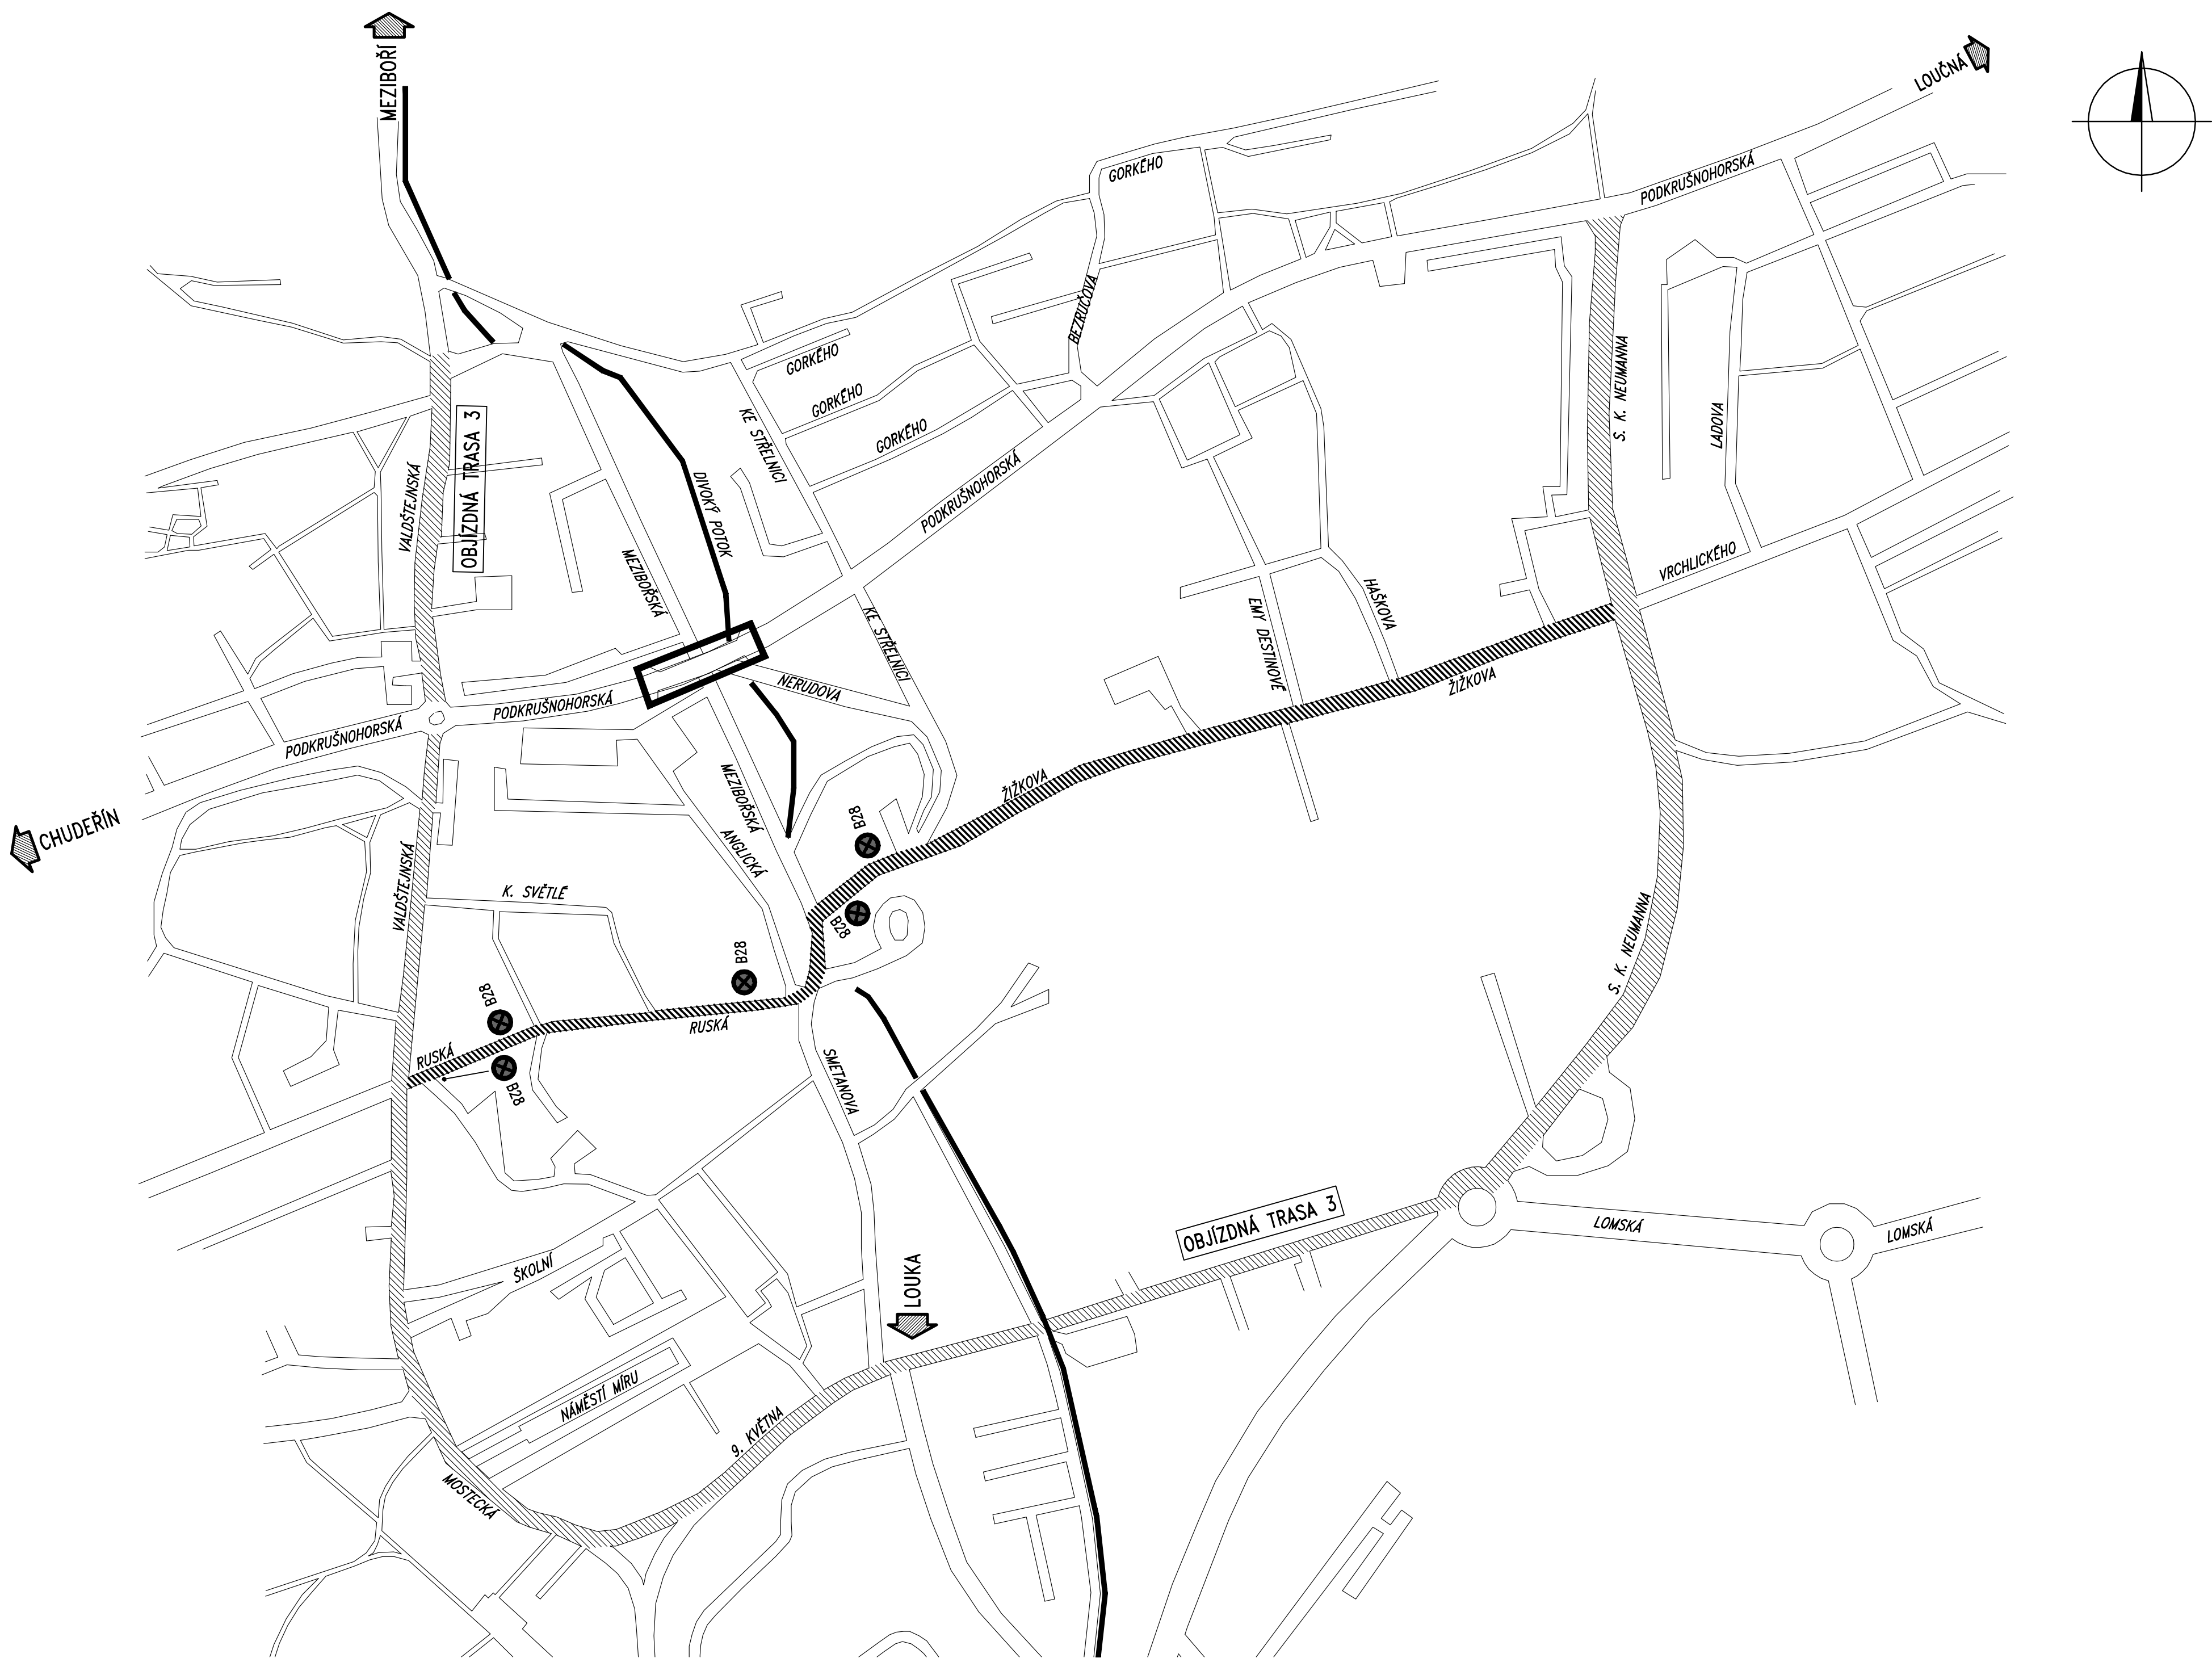 MEZIBOŘÍ
LOUČNÁ
PODKRUŠNOHORSKÁ
GORKÉHO
BEZRUČOVA
GORKÉHO
GORKÉHO
GORKÉHO
KE STŘELNICI
S. K. NEUMANNA
LADOVA
OBJÍZDNÁ TRASA 3
VALDŠTEJNSKÁ
DIVOKÝ POTOK
PODKRUŠNOHORSKÁ
MEZIBOŘSKÁ
VRCHLICKÉHO
HAŠKOVA
EMY DESTINOVÉ
KE STŘELNICI
NERUDOVA
ŽIŽKOVA
PODKRUŠNOHORSKÁ
PODKRUŠNOHORSKÁ
ŽIŽKOVA
MEZIBOŘSKÁ
CHUDEŘÍN
B28
ANGLICKÁ
VALDŠTEJNSKÁ
K. SVĚTLÉ
B28
B28
S. K. NEUMANNA
B28
RUSKÁ
RUSKÁ
B28
SMETANOVA
OBJÍZDNÁ TRASA 3
LOMSKÁ
LOMSKÁ
ŠKOLNÍ
LOUKA
NÁMĚSTÍ MÍRU
9. KVĚTNA
MOSTECKÁ